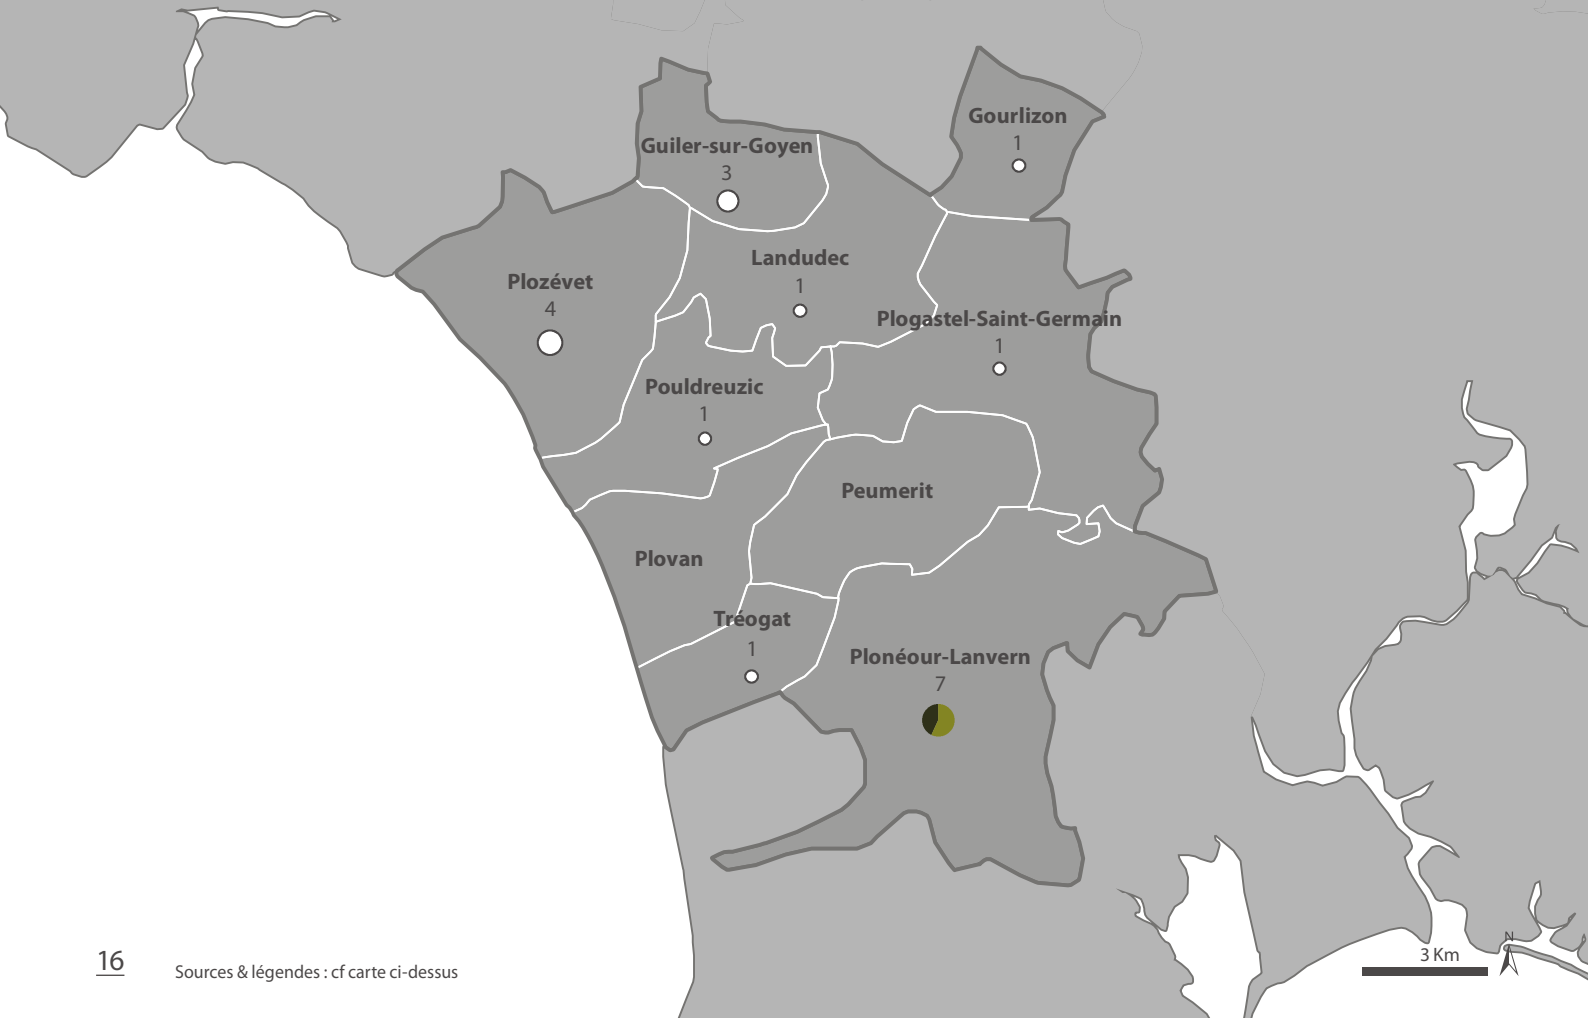 Gourlizon
1
Guiler-sur-Goyen
3
Landudec
1
Plozévet
4
Plogastel-Saint-Germain
1
Pouldreuzic
1
Peumerit
Plovan
Tréogat
1
Plonéour-Lanvern
7
N
3 Km
16
Sources & légendes : cf carte ci-dessus